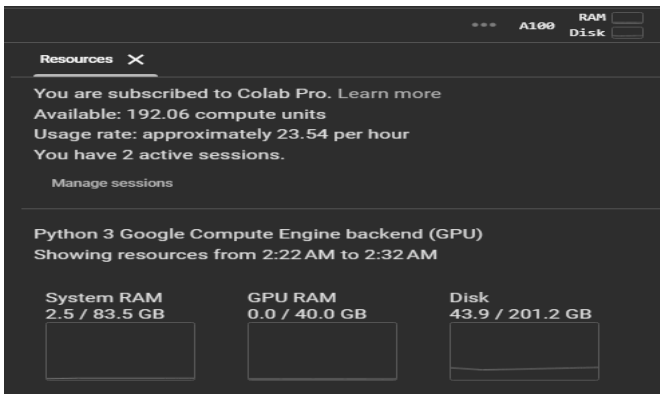 A100
RAM
Disk
Resources
You are subscribed to Colab Pro. Learn more
Available: 192.06 compute units
Usage rate: approximately 23.54 per hour
You have 2 active sessions.
Manage sessions
Python 3 Google Compute Engine backend (GPU)
Showing resources from 2:22 AM to 2:32 AM
System RAM
2.5 / 83.5 GB
GPU RAM
0.0 / 40.0 GB
Disk
43.9 / 201.2 GB